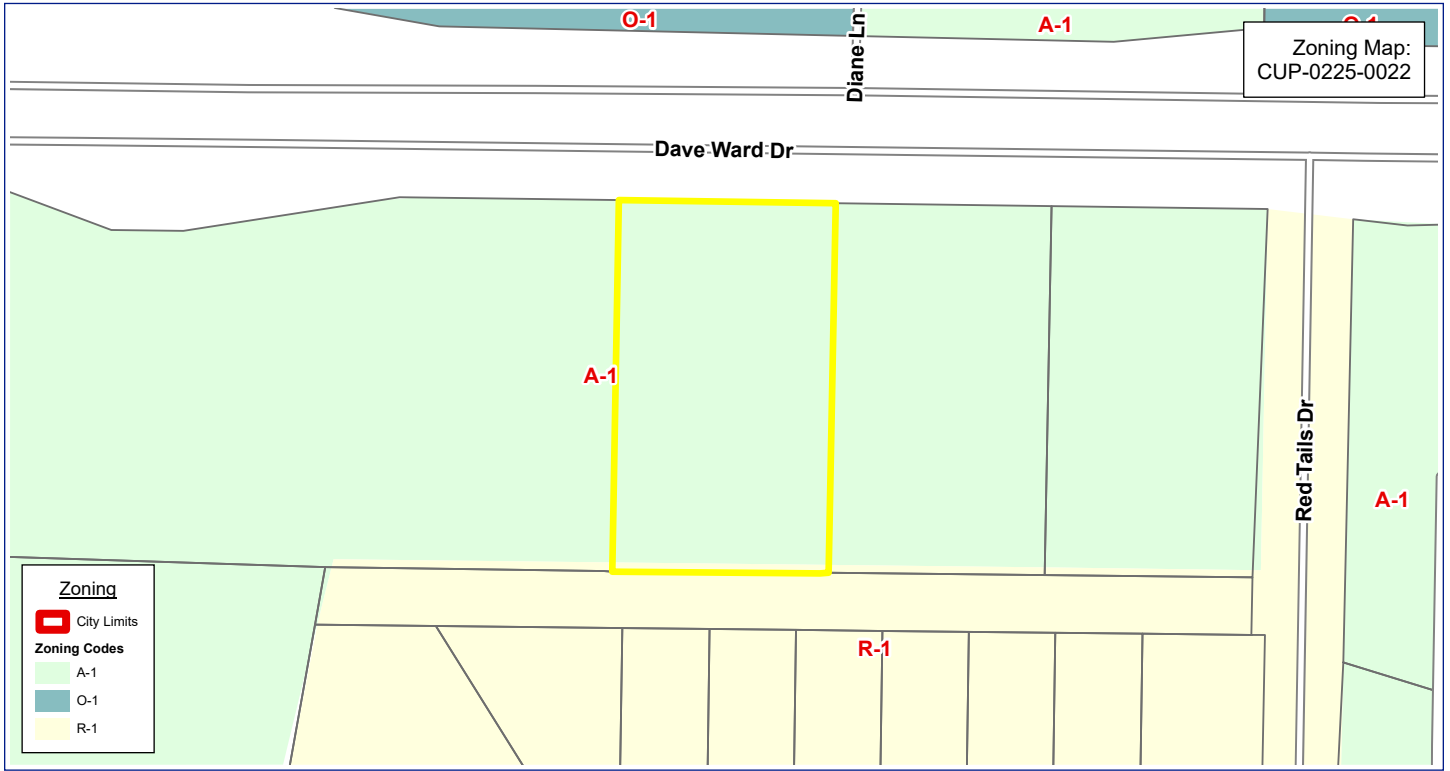 O-1
A-1
O-1
Zoning Map:
CUP-0225-0022
Diane Ln
Dave Ward Dr
A-1
Red Tails Dr
A-1
R-1
Zoning
City Limits
Zoning Codes
A-1
O-1
R-1